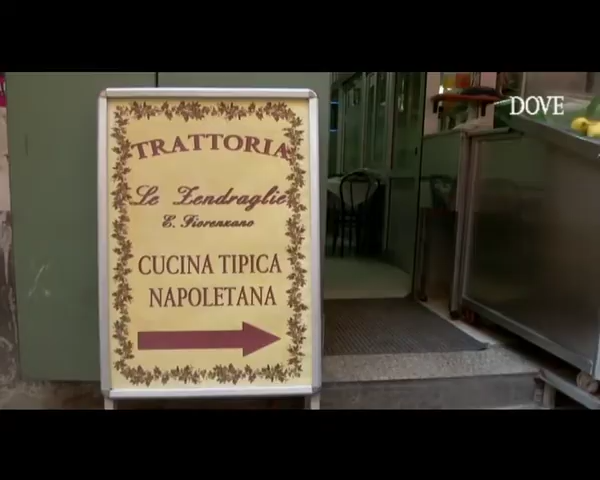 DOVE
TRATTORIA
Le Zendraglie
E. Fiorenzano
CUCINA TIPICA
NAPOLETANA